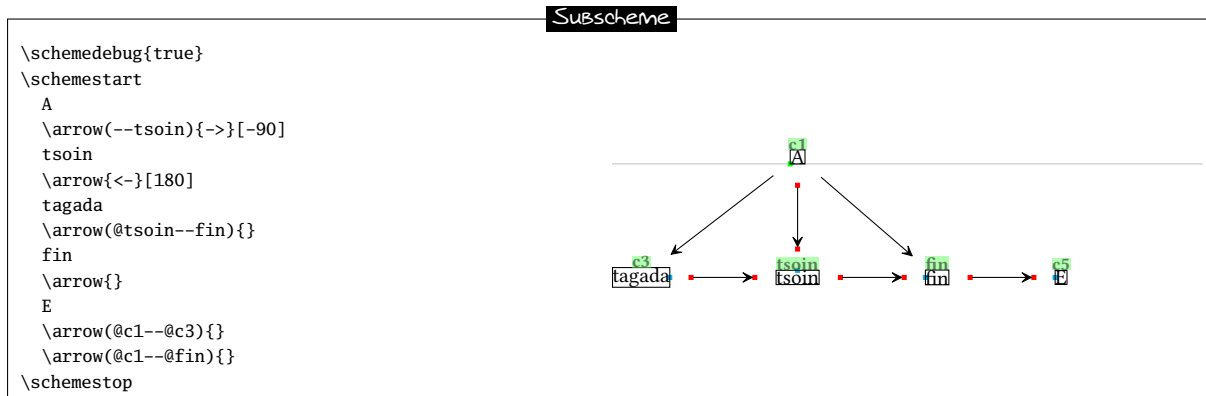 Subscheme
\schemedebug{true}
\schemestart
A
\arrow(--tsoin){->}[-90]
tsoin
\arrow{<-}[180]
tagada
\arrow(@tsoin--fin){}
fin
\arrow{}
E
\arrow(@c1--@c3){}
\arrow(@c1--@fin){}
\schemestop
c1
A
c3 tsoin fin c5
tagada tsoin fin E